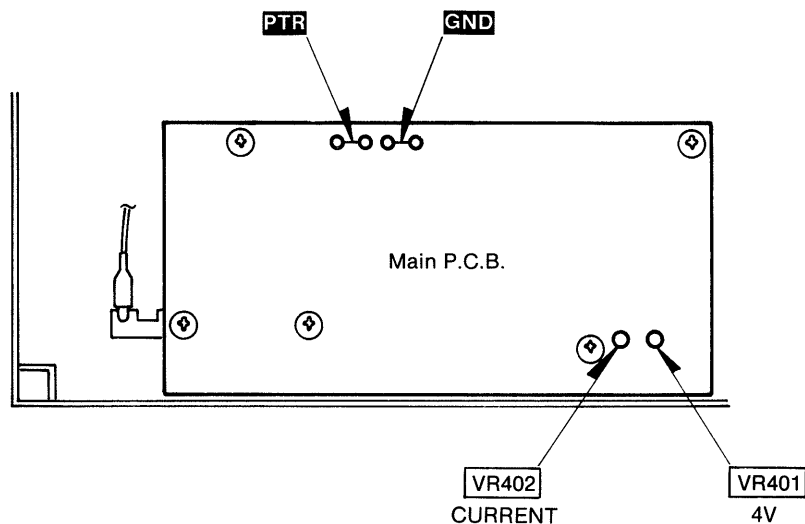 PTR
GND
Main P.C.B.
VR402
CURRENT
VR401
4V